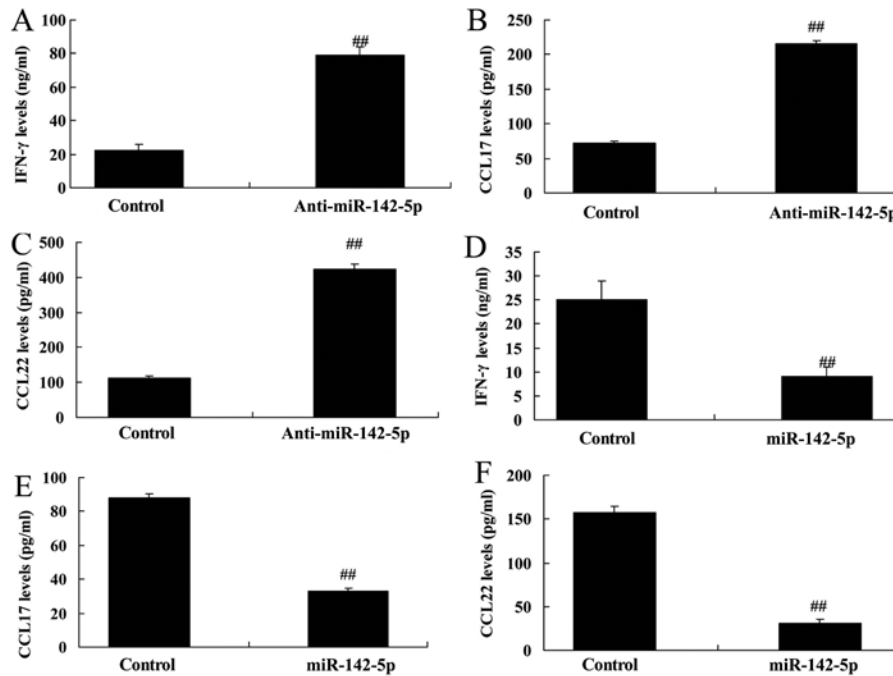 A
IFN-γ levels (ng/ml)
100
80
60
40
20
0
##
Control
Anti-miR-142-5p
B
CCL17 levels (pg/ml)
250
200
150
100
50
0
##
Control
Anti-miR-142-5p
C
CCL22 levels (pg/ml)
500
400
300
200
100
0
##
Control
Anti-miR-142-5p
D
IFN-γ levels (ng/ml)
35
30
25
20
15
10
5
0
##
Control
miR-142-5p
E
CCL17 levels (pg/ml)
100
80
60
40
20
0
##
Control
miR-142-5p
F
CCL22 levels (pg/ml)
200
150
100
50
0
##
Control
miR-142-5p